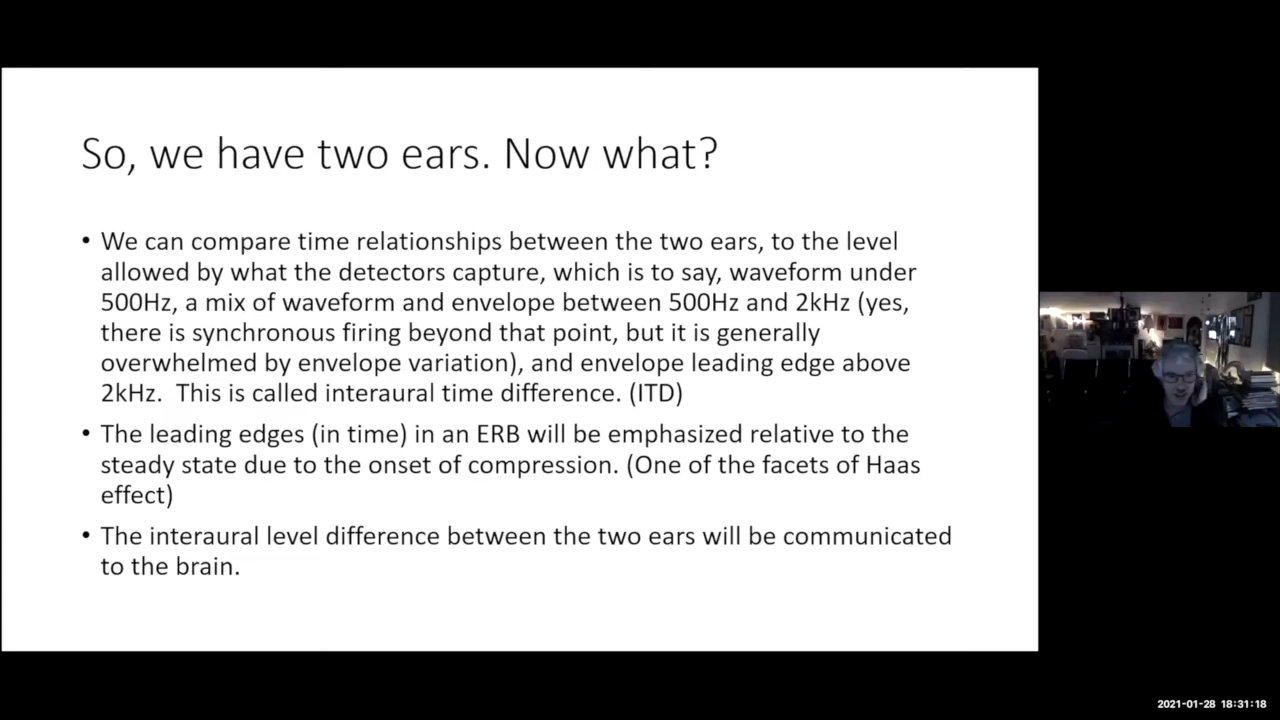 So, we have two ears. Now what?
• We can compare time relationships between the two ears, to the level
allowed by what the detectors capture, which is to say, waveform under
500Hz, a mix of waveform and envelope between 500Hz and 2kHz (yes,
there is synchronous firing beyond that point, but it is generally
overwhelmed by envelope variation), and envelope leading edge above
2kHz.  This is called interaural time difference. (ITD)
• The leading edges (in time) in an ERB will be emphasized relative to the
steady state due to the onset of compression. (One of the facets of Haas
effect)
• The interaural level difference between the two ears will be communicated
to the brain.
2021-01-28 18:31:18